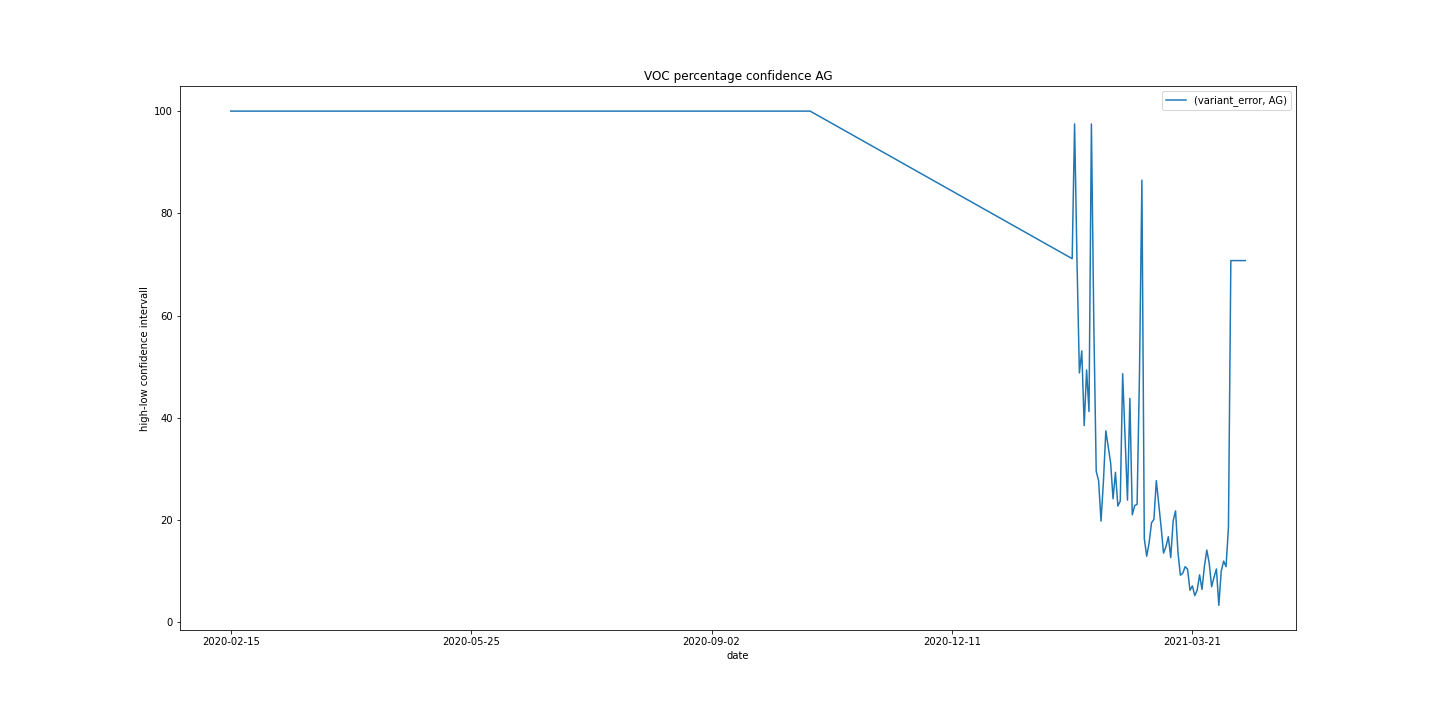 VOC percentage confidence AG
(variant_error, AG)
high-low confidence intervall
100
80
60
40
20
0
2020-02-15
2020-05-25
2020-09-02
2020-12-11
2021-03-21
date